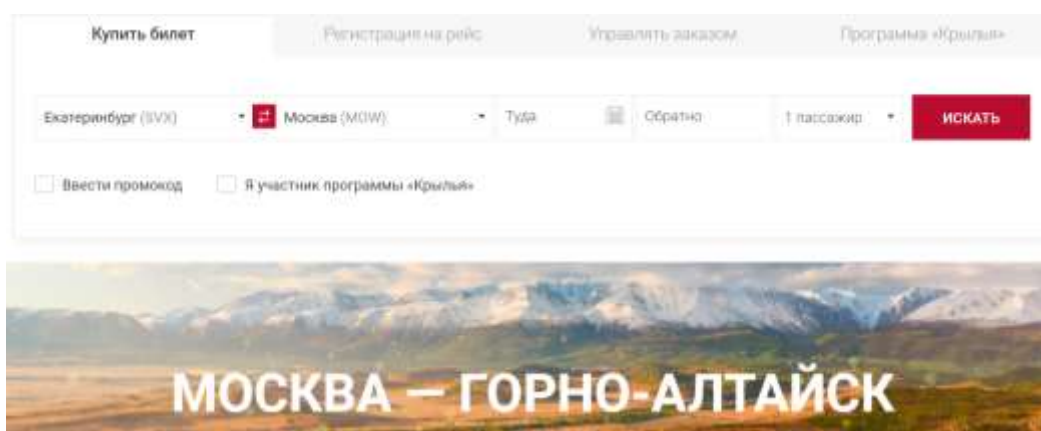 Купить билет Регистрация на рейс Управлять заказом Программа «Крылья»
Екатеринбург (SVX) Москва (MOW) Туда Обратно 1 пассажир ИСКАТЬ
Ввести промокод Я участник программы «Крылья»
МОСКВА — ГОРНО-АЛТАЙСК